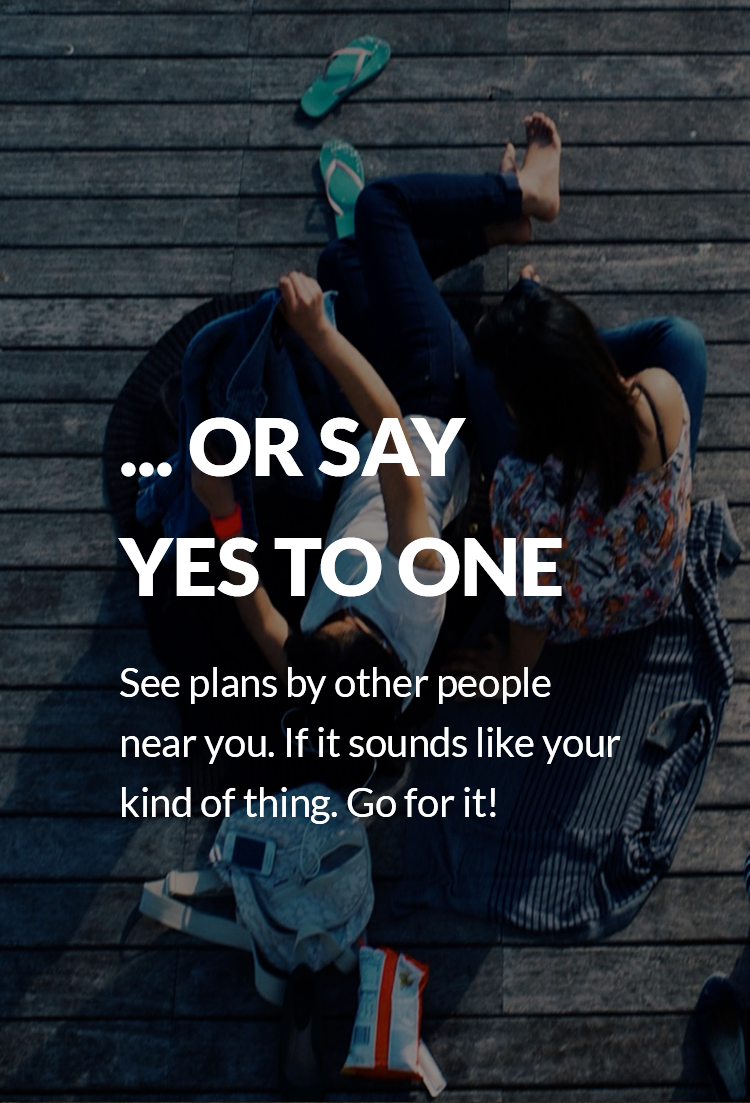 ... OR SAY
YES TO ONE
See plans by other people
near you. If it sounds like your
kind of thing. Go for it!